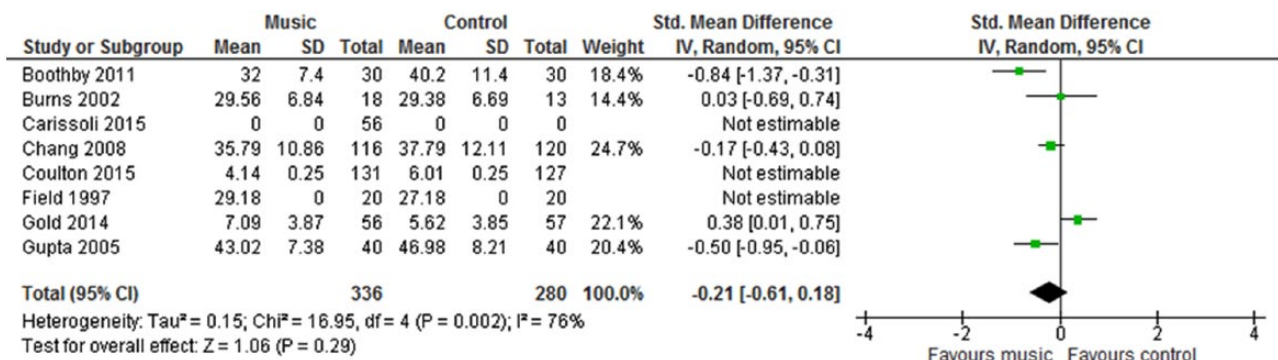 Music Control Std. Mean Difference Std. Mean Difference
Study or Subgroup Mean SD Total Mean SD Total Weight IV, Random, 95% CI IV, Random, 95% CI
Boothby 2011 32 7.4 30 40.2 11.4 30 18.4% -0.84 [-1.37, -0.31]
Burns 2002 29.56 6.84 18 29.38 6.69 13 14.4% 0.03 [-0.69, 0.74]
Carissoli 2015 0 0 56 0 0 0 Not estimable
Chang 2008 35.79 10.86 116 37.79 12.11 120 24.7% -0.17 [-0.43, 0.08]
Coulton 2015 4.14 0.25 131 6.01 0.25 127 Not estimable
Field 1997 29.18 0 20 27.18 0 20 Not estimable
Gold 2014 7.09 3.87 56 5.62 3.85 57 22.1% 0.38 [0.01, 0.75]
Gupta 2005 43.02 7.38 40 46.98 8.21 40 20.4% -0.50 [-0.95, -0.06]
Total (95% CI) 336 280 100.0% -0.21 [-0.61, 0.18]
Heterogeneity: Tau² = 0.15; Chi² = 16.95, df = 4 (P = 0.002); I² = 76%
Test for overall effect: Z = 1.06 (P = 0.29)
-4 -2 0 2 4
Favours music Favours control